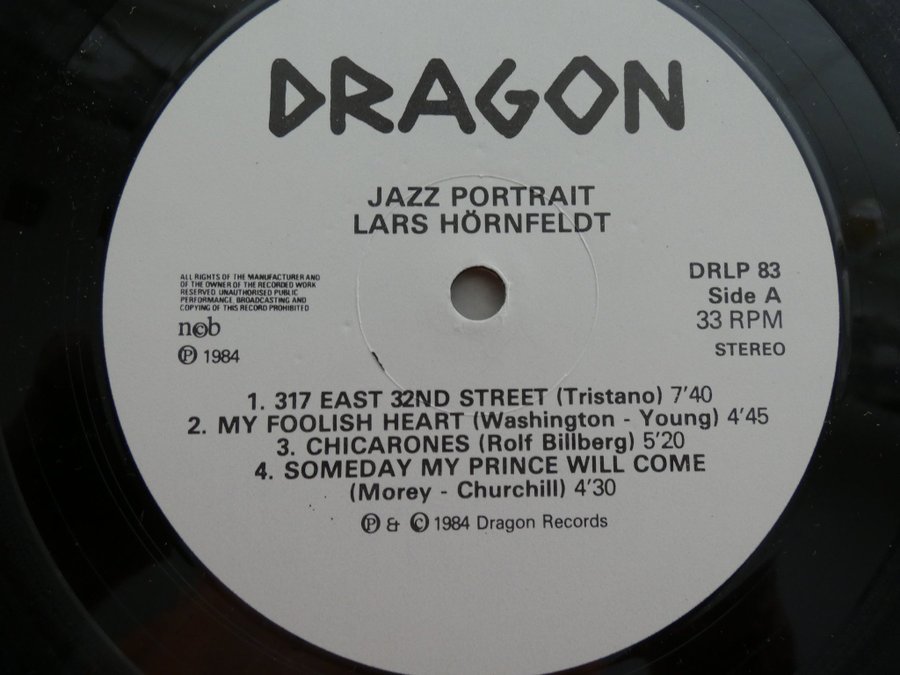 DRAGON
JAZZ PORTRAIT
LARS HÖRNFELDT
ALL RIGHTS OF THE MANUFACTURER AND
OF THE OWNER OF THE RECORDED WORK
RESERVED UNAUTHORISED PUBLIC
PERFORMANCE, BROADCASTING AND
COPYING OF THIS RECORD PROHIBITED
n©b
℗ 1984
DRLP 83
Side A
33 RPM
STEREO
1. 317 EAST 32ND STREET (Tristano) 7'40
2. MY FOOLISH HEART (Washington - Young) 4'45
3. CHICARONES (Rolf Billberg) 5'20
4. SOMEDAY MY PRINCE WILL COME
(Morey - Churchill) 4'30
℗ & © 1984 Dragon Records